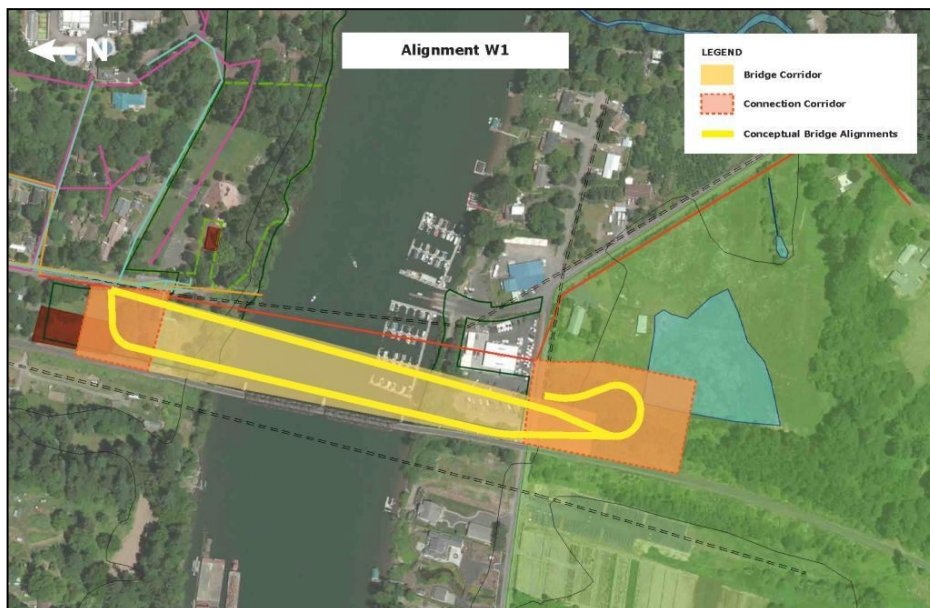 N
Alignment W1
LEGEND
Bridge Corridor
Connection Corridor
Conceptual Bridge Alignments